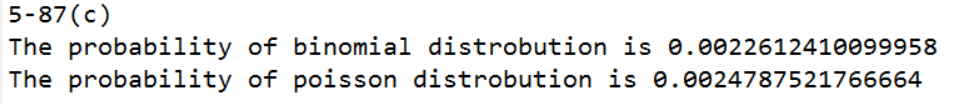 5-87(c)
The probability of binomial distrobution is 0.0022612410099958
The probability of poisson distrobution is 0.0024787521766664